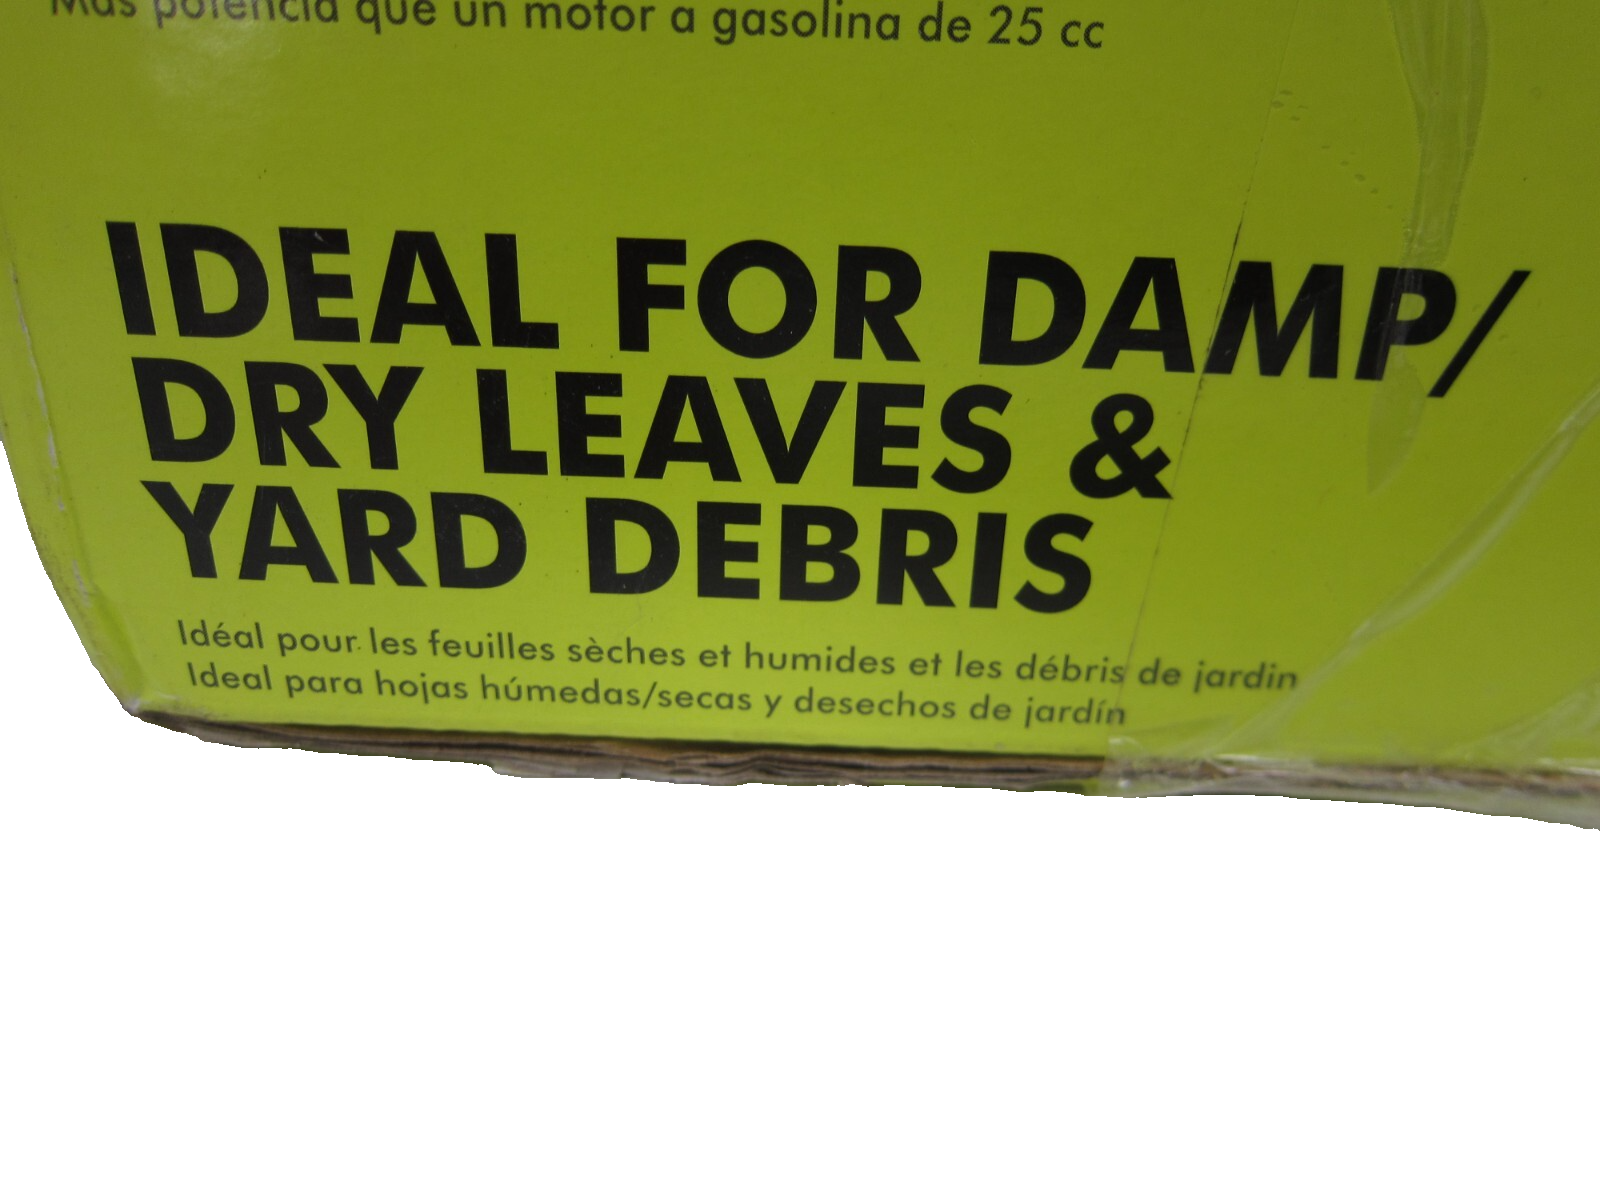 Más potencia que un motor a gasolina de 25 cc
IDEAL FOR DAMP/
DRY LEAVES &
YARD DEBRIS
Idéal pour les feuilles sèches et humides et les débris de jardin
Ideal para hojas húmedas/secas y desechos de jardín